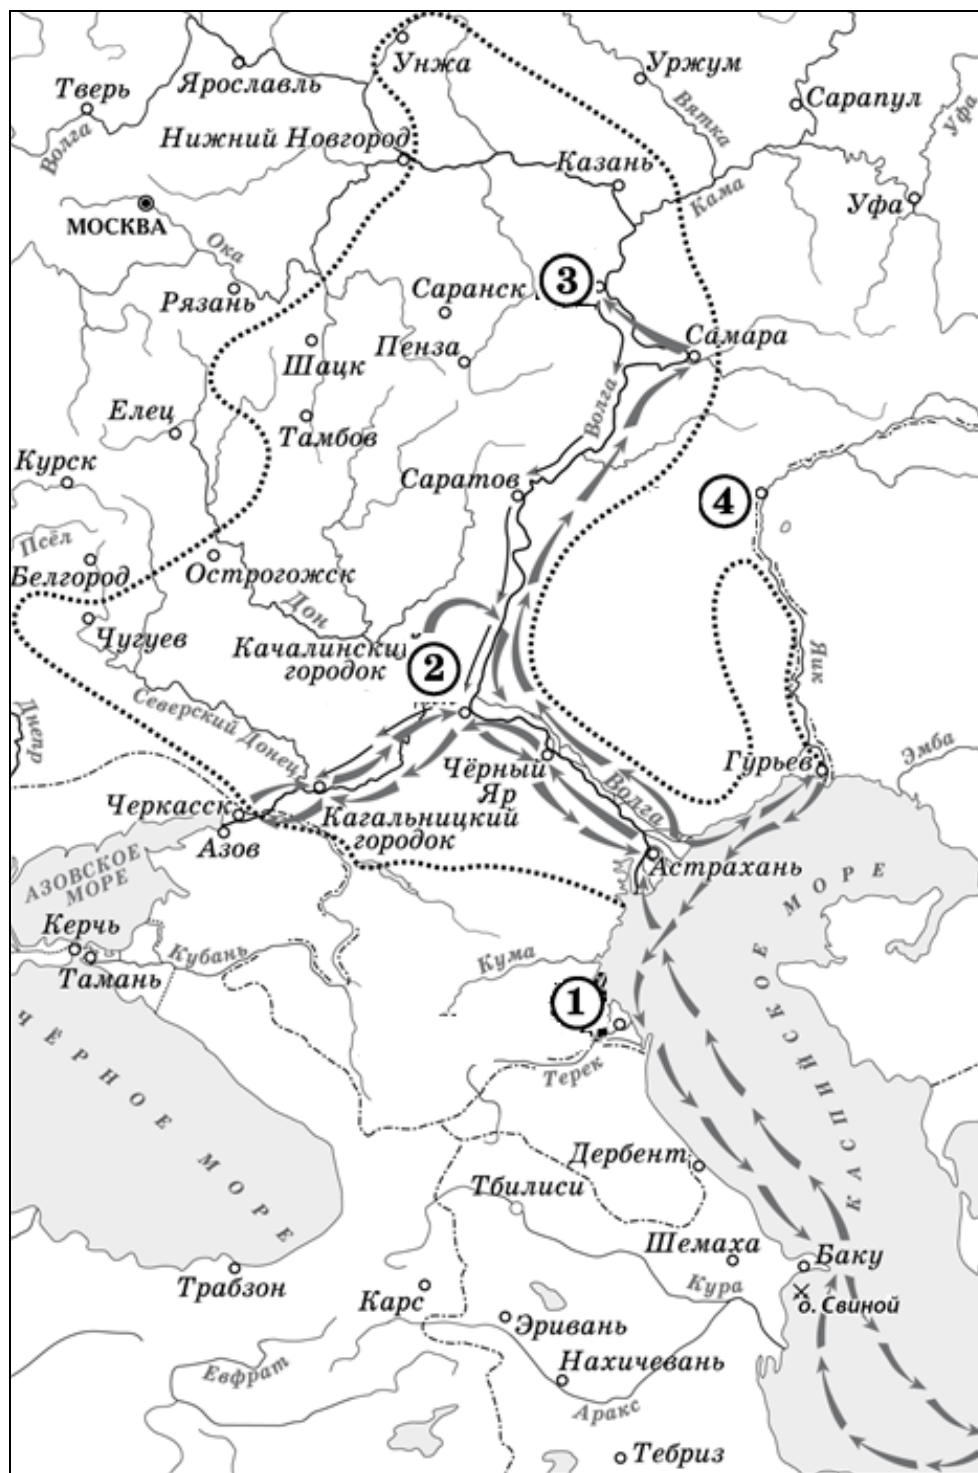 Унжа
Уржум
Ярославль
Тверь
Сарапул
Волга
Вятка
Уфа
Нижний Новгород
Казань
Кама
Уфа
МОСКВА
Ока
Рязань
3
Саранск
Самара
Шацк
Пенза
Волга
Елец
Тамбов
Курск
Саратов
4
Псёл
Белгород
Острогожск
Дон
Чугуев
Качалинский
городок
2
Яик
Днепр
Северский Донец
Гурьев
Эмба
Чёрный
Яр
Волга
Черкасск
Кагальницкий
городок
Азов
Астрахань
АЗОВСКОЕ
МОРЕ
Керчь
Тамань
Кубань
Кума
1
КАСПИЙСКОЕ
МОРЕ
ЧЁРНОЕ МОРЕ
Терек
Дербент
Тбилиси
Шемаха
Баку
Трабзон
Карс
Кура
о. Свиной
Эривань
Евфрат
Нахичевань
Аракс
Тебриз